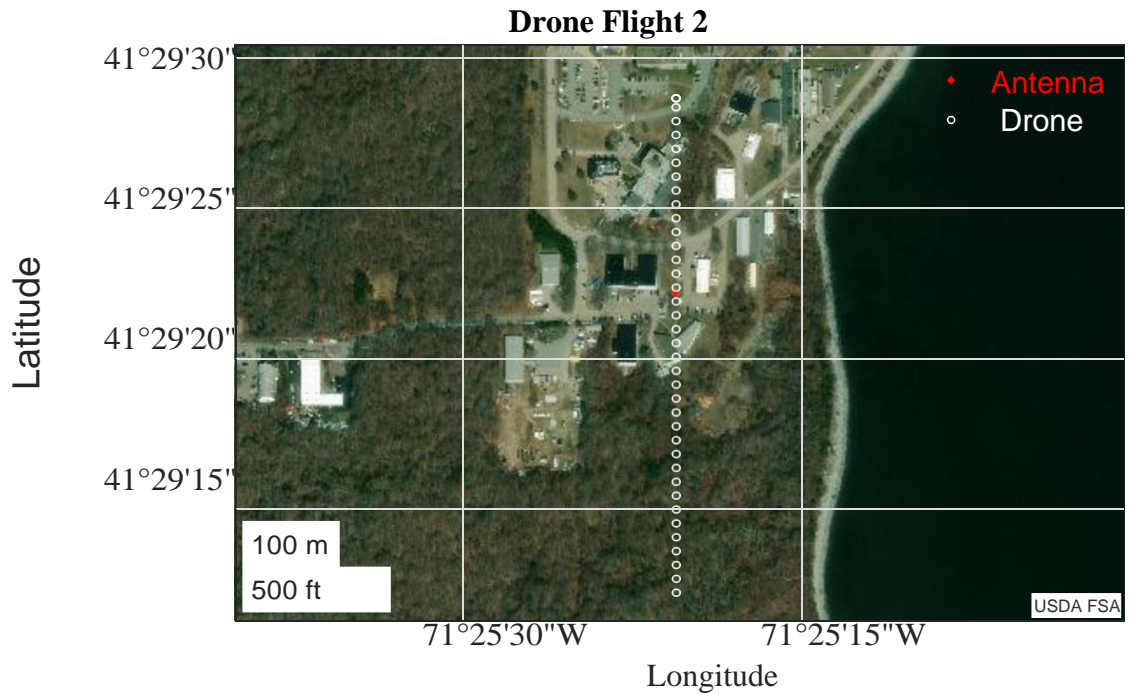 Drone Flight 2
41°29'30"
Antenna
Drone
41°29'25"
Latitude
41°29'20"
41°29'15"
100 m
500 ft
USDA FSA
71°25'30"W
71°25'15"W
Longitude